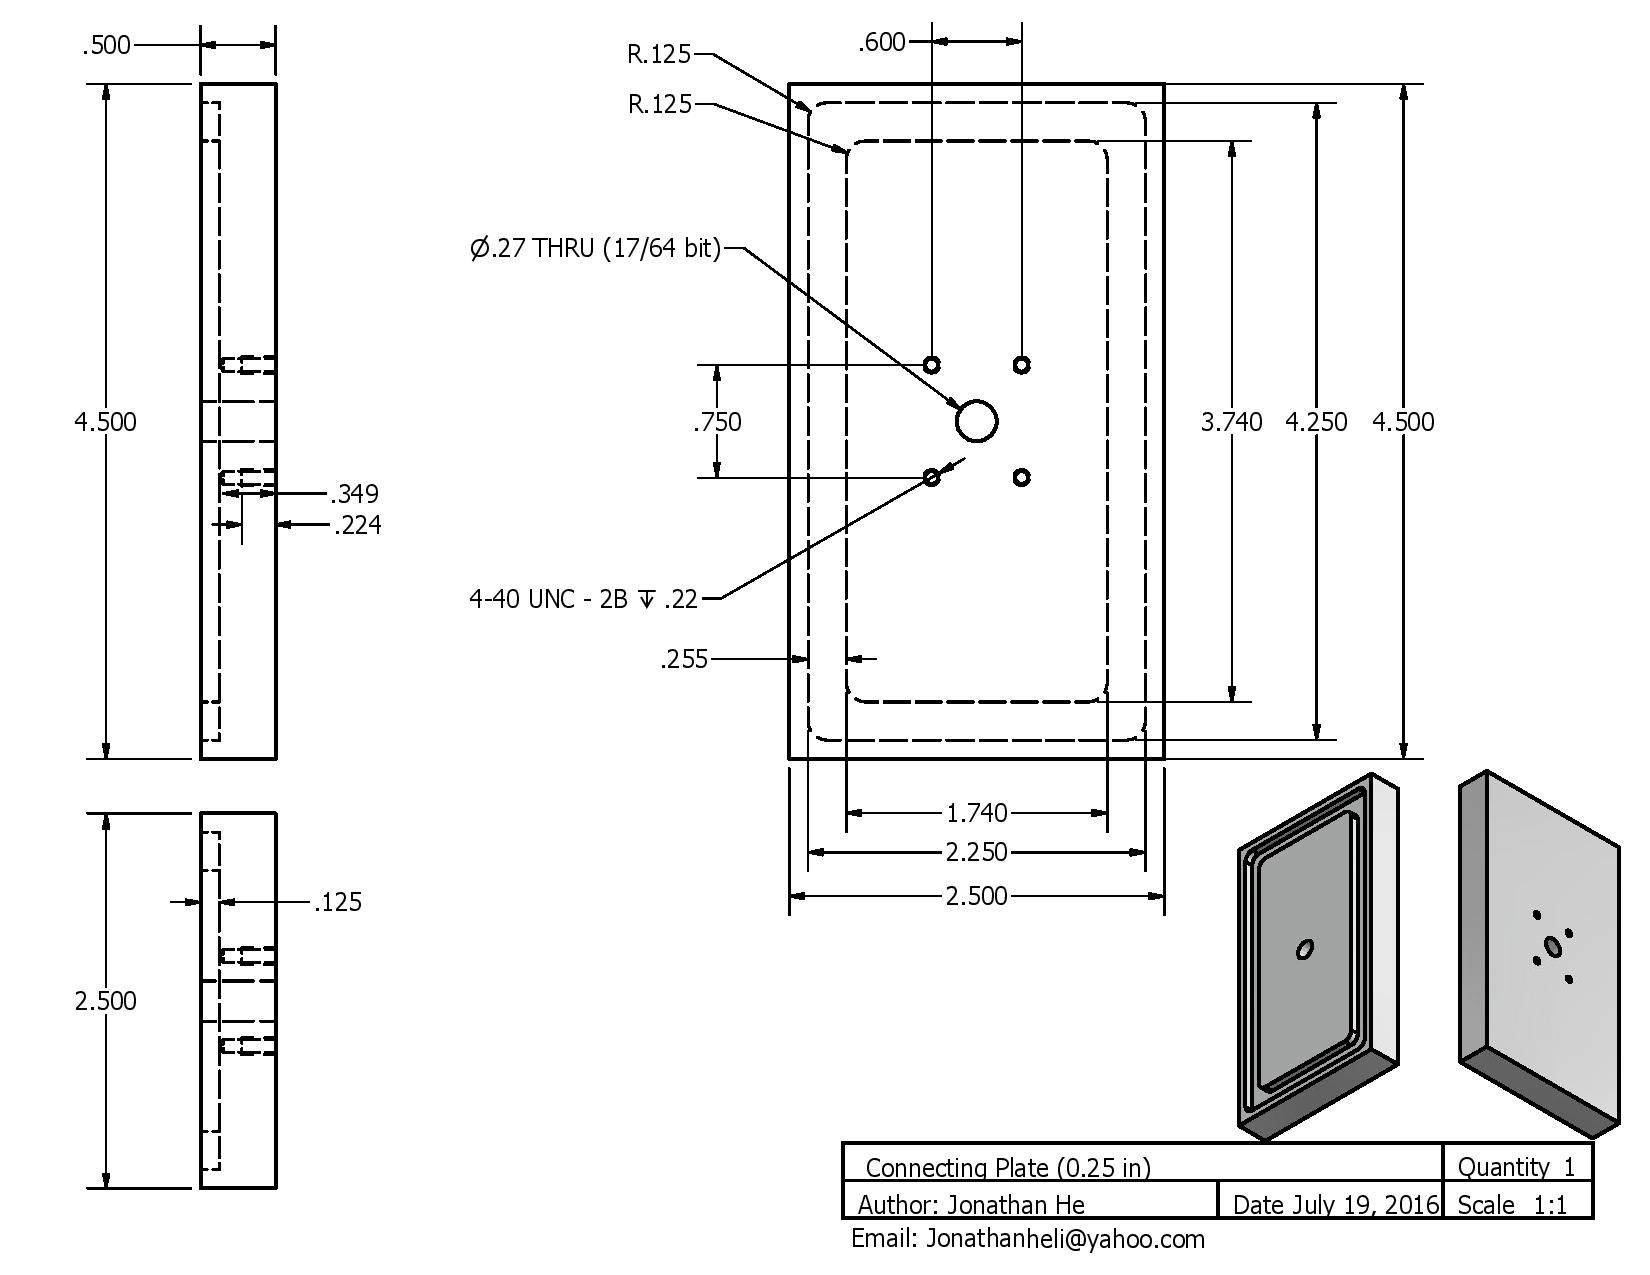 .500
R.125
.600
R.125
Ø.27 THRU (17/64 bit)
4.500
.750
3.740
4.250
4.500
.349
.224
4-40 UNC - 2B ↧ .22
.255
1.740
2.250
2.500
.125
2.500
Connecting Plate (0.25 in)
Quantity 1
Author: Jonathan He
Date July 19, 2016
Scale 1:1
Email: Jonathanheli@yahoo.com